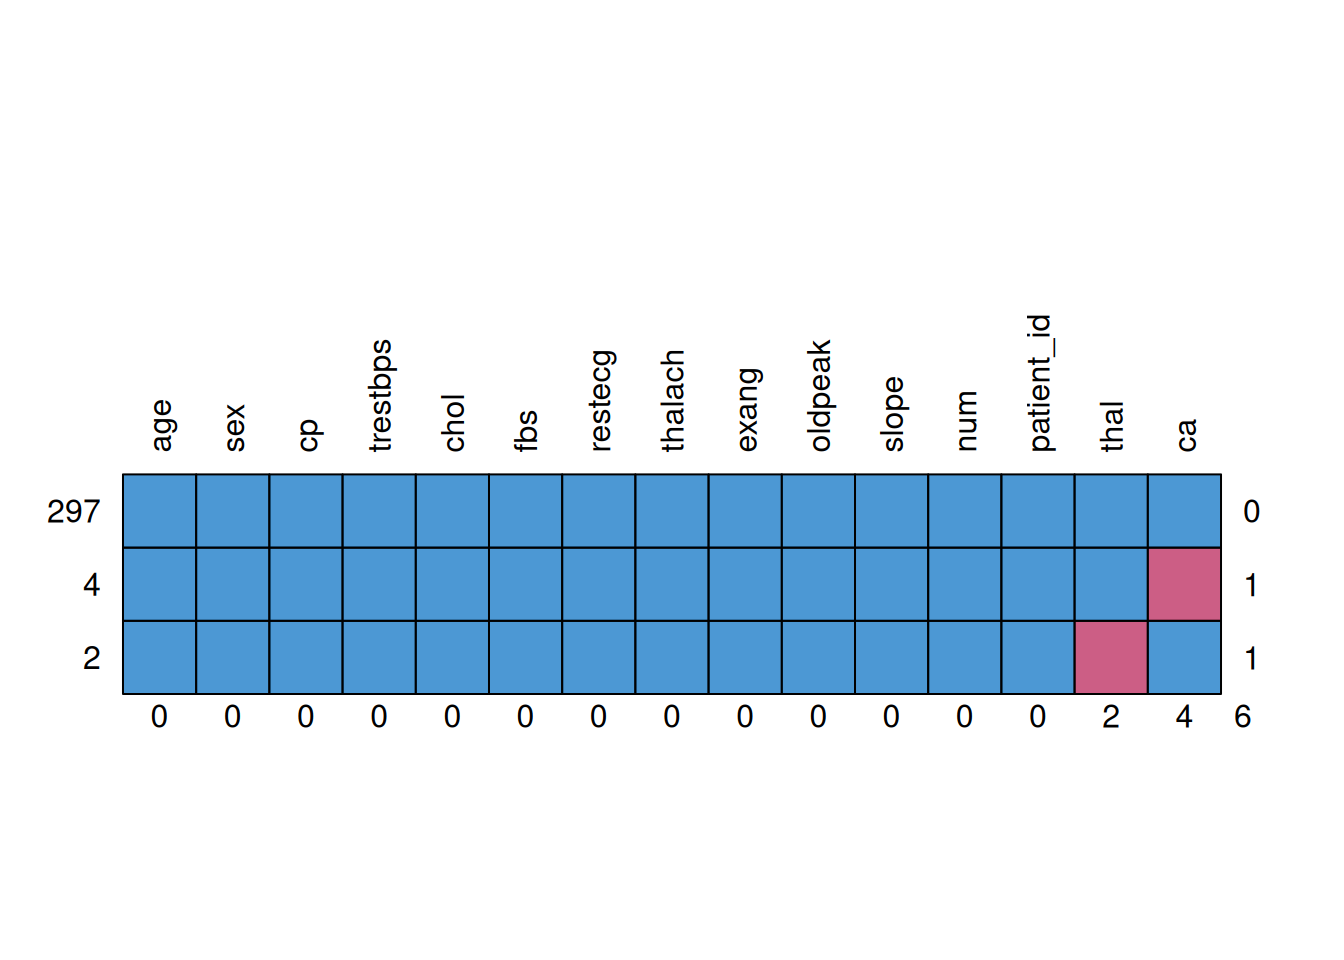 age sex cp trestbps chol fbs restecg thalach exang oldpeak slope num patient_id thal ca
297 0
4 1
2 1
0 0 0 0 0 0 0 0 0 0 0 0 0 2 4 6